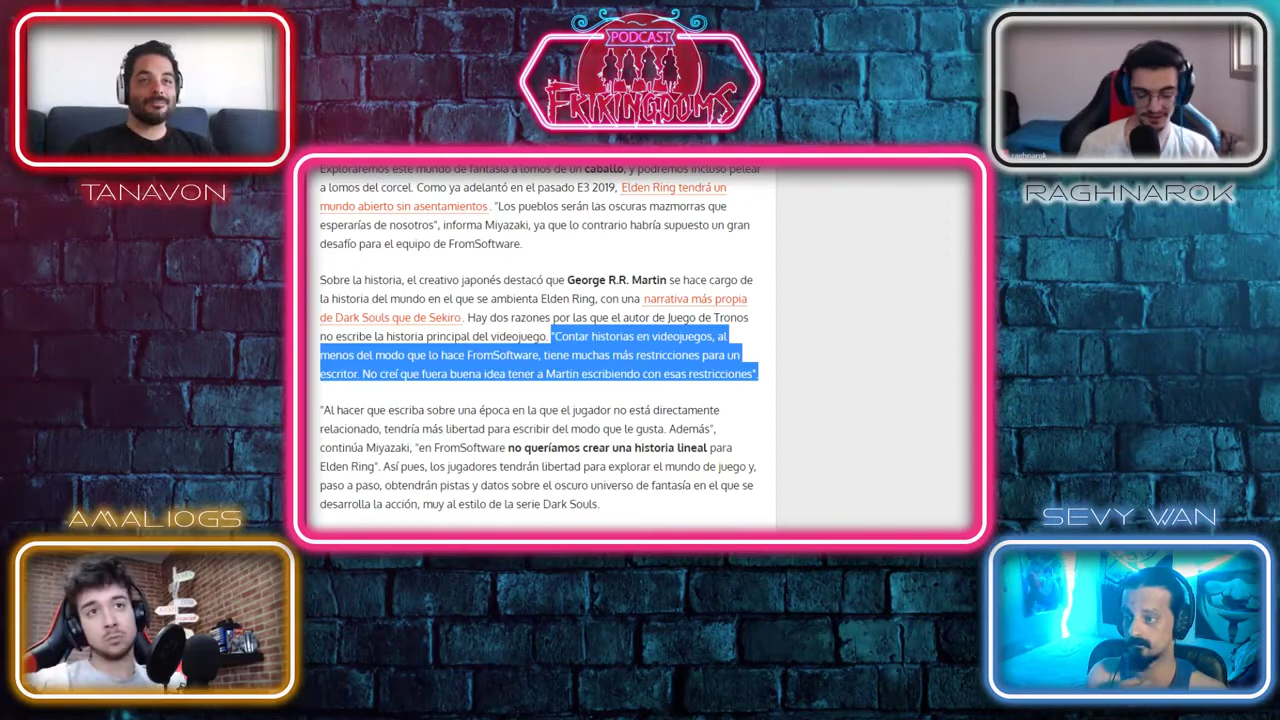 PODCAST
FRIKINGDOMS
TANAVON
RAGHNAROK
raghnarok
Exploraremos este mundo de fantasía a lomos de un caballo, y podremos incluso pelear
a lomos del corcel. Como ya adelantó en el pasado E3 2019, Elden Ring tendrá un
mundo abierto sin asentamientos. "Los pueblos serán las oscuras mazmorras que
esperarías de nosotros", informa Miyazaki, ya que lo contrario habría supuesto un gran
desafío para el equipo de FromSoftware.
Sobre la historia, el creativo japonés destacó que George R.R. Martin se hace cargo de
la historia del mundo en el que se ambienta Elden Ring, con una narrativa más propia
de Dark Souls que de Sekiro. Hay dos razones por las que el autor de Juego de Tronos
no escribe la historia principal del videojuego. "Contar historias en videojuegos, al
menos del modo que lo hace FromSoftware, tiene muchas más restricciones para un
escritor. No creí que fuera buena idea tener a Martin escribiendo con esas restricciones".
"Al hacer que escriba sobre una época en la que el jugador no está directamente
relacionado, tendría más libertad para escribir del modo que le gusta. Además",
continúa Miyazaki, "en FromSoftware no queríamos crear una historia lineal para
Elden Ring". Así pues, los jugadores tendrán libertad para explorar el mundo de juego y,
paso a paso, obtendrán pistas y datos sobre el oscuro universo de fantasía en el que se
desarrolla la acción, muy al estilo de la serie Dark Souls.
AMALIOGS
SEVY WAN